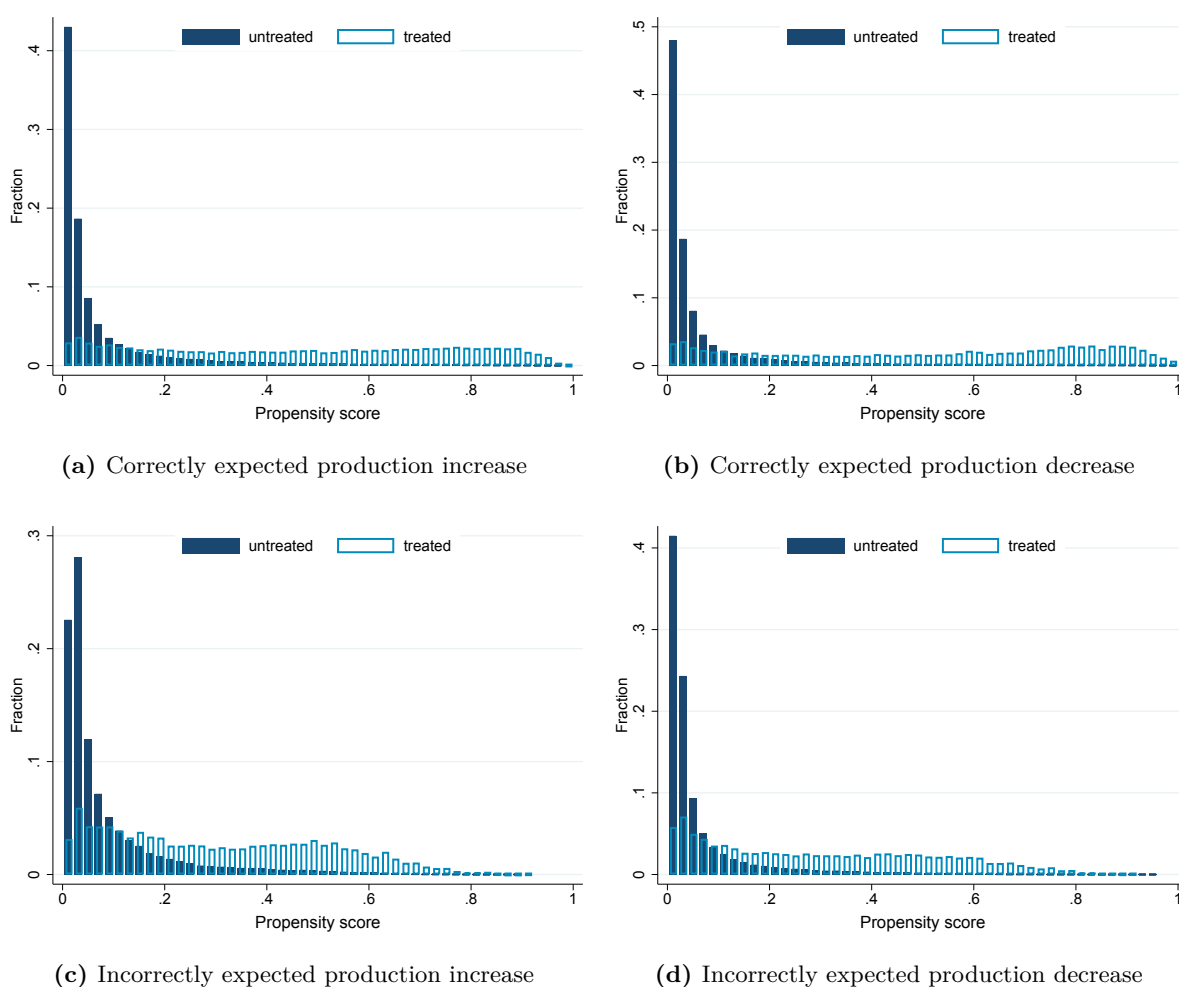 untreated treated
.4
.3
.2
.1
0
Fraction
0 .2 .4 .6 .8 1
Propensity score
(a) Correctly expected production increase
untreated treated
.5
.4
.3
.2
.1
0
Fraction
0 .2 .4 .6 .8 1
Propensity score
(b) Correctly expected production decrease
untreated treated
.3
.2
.1
0
Fraction
0 .2 .4 .6 .8 1
Propensity score
(c) Incorrectly expected production increase
untreated treated
.4
.3
.2
.1
0
Fraction
0 .2 .4 .6 .8 1
Propensity score
(d) Incorrectly expected production decrease